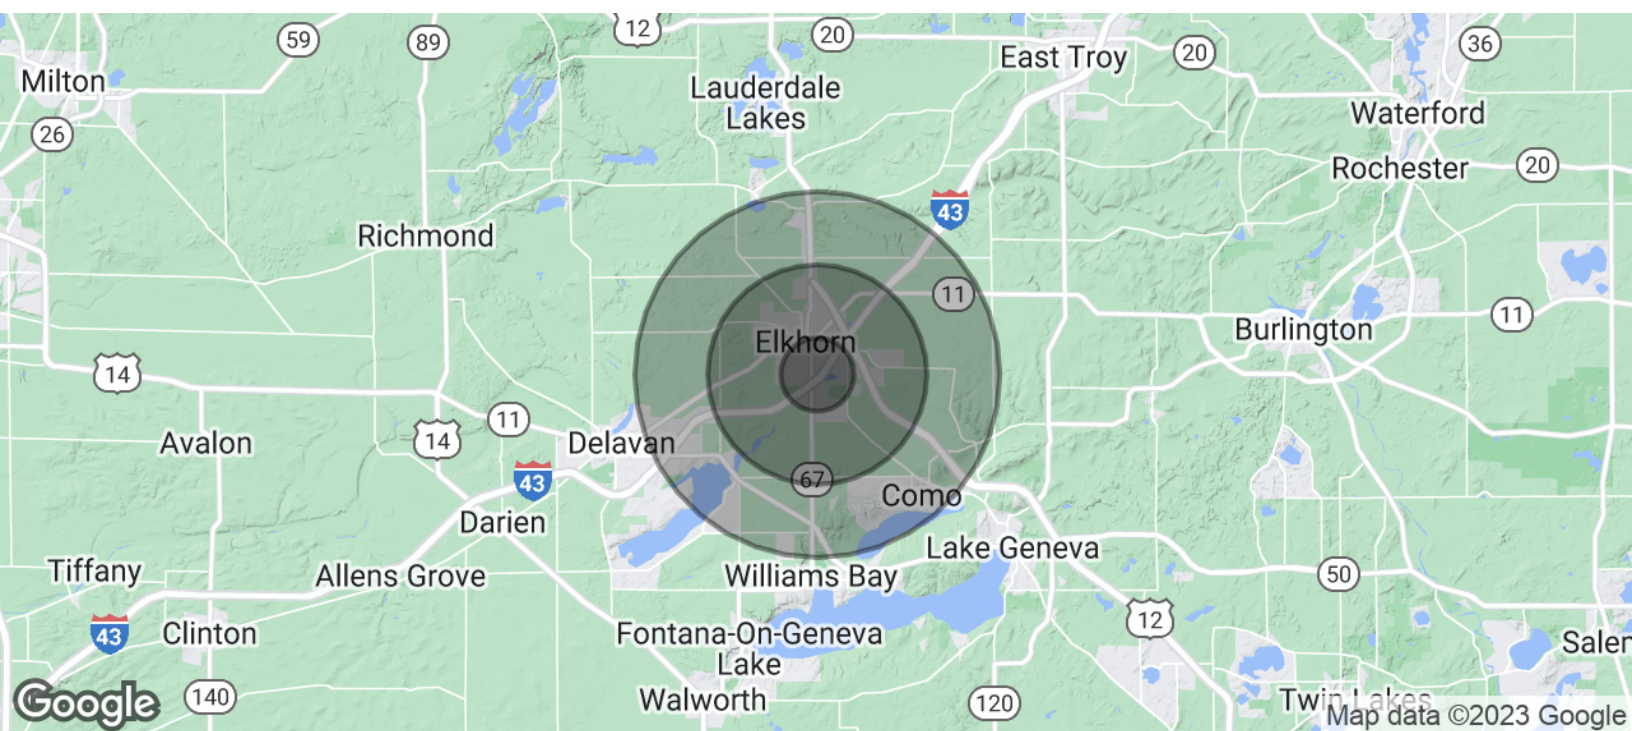 12
59
89
20
36
East Troy
20
Milton
Lauderdale
Lakes
Waterford
26
Rochester
20
43
Richmond
11
11
Burlington
Elkhorn
14
11
14
Avalon
Delavan
43
67
Como
Darien
Lake Geneva
Tiffany
Allens Grove
Williams Bay
50
12
43
Clinton
Fontana-On-Geneva
Lake
Salem
Walworth
Google
140
120
Twin Lakes
Map data ©2023 Google